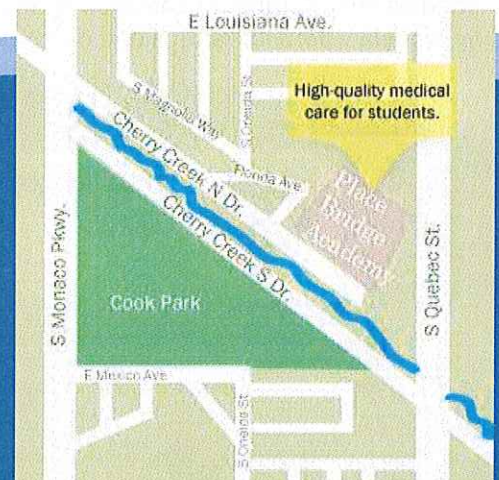 E Louisiana Ave.
High-quality medical
care for students.
S Magnolia Way
S Oneida St
Cherry Creek N Dr.
Florida Ave
Place
Bridge
Academy
Cherry Creek S Dr.
S Monaco Pkwy.
Cook Park
S Quebec St.
E Mexico Ave
S Oneida St